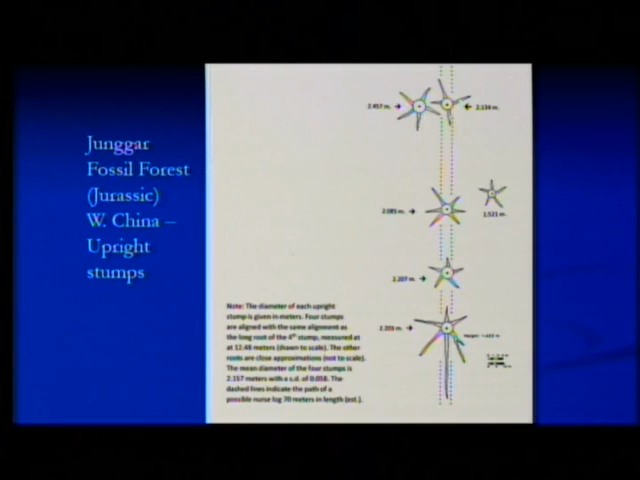 Junggar
Fossil Forest
(Jurassic)
W. China –
Upright
stumps
2.457 m.
2.134 m.
2.085 m.
1.521 m.
2.207 m.
Note: The diameter of each upright
stump is given in meters. Four stumps
are aligned with the same alignment as
the long root of the 4th stump, measured at
at 12.48 meters (drawn to scale). The other
roots are close approximations (not to scale).
The mean diameter of the four stumps is
2.157 meters with a s.d. of 0.058. The
dashed lines indicate the path of a
possible nurse log 70 meters in length (est.).